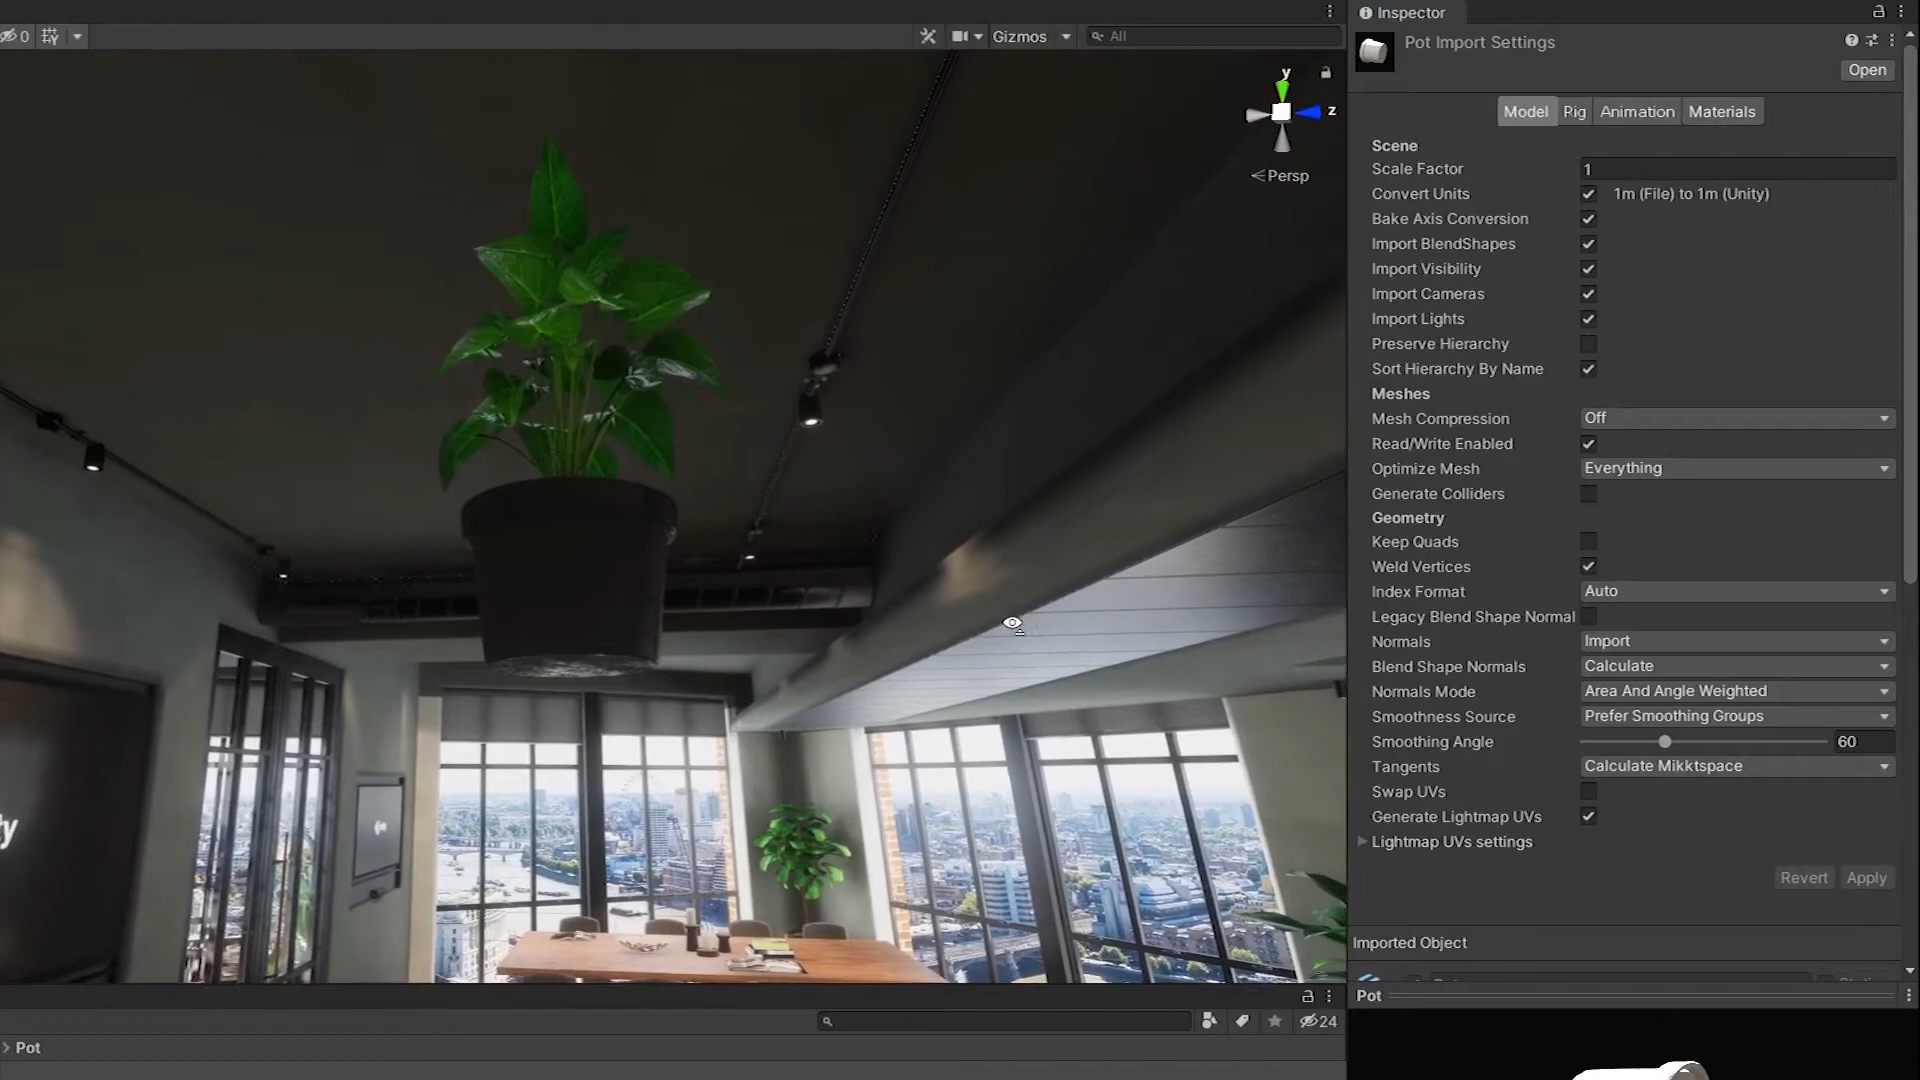 Inspector
0
Gizmos
All
Pot Import Settings
Open
y
z
Persp
Model
Rig
Animation
Materials
Scene
Scale Factor
1
Convert Units
1m (File) to 1m (Unity)
Bake Axis Conversion
Import BlendShapes
Import Visibility
Import Cameras
Import Lights
Preserve Hierarchy
Sort Hierarchy By Name
Meshes
Mesh Compression
Off
Read/Write Enabled
Optimize Mesh
Everything
Generate Colliders
Geometry
Keep Quads
Weld Vertices
Index Format
Auto
Legacy Blend Shape Normal
Normals
Import
Blend Shape Normals
Calculate
Normals Mode
Area And Angle Weighted
Smoothness Source
Prefer Smoothing Groups
Smoothing Angle
60
Tangents
Calculate Mikktspace
Swap UVs
Generate Lightmap UVs
Lightmap UVs settings
Revert
Apply
Imported Object
Pot
24
Pot